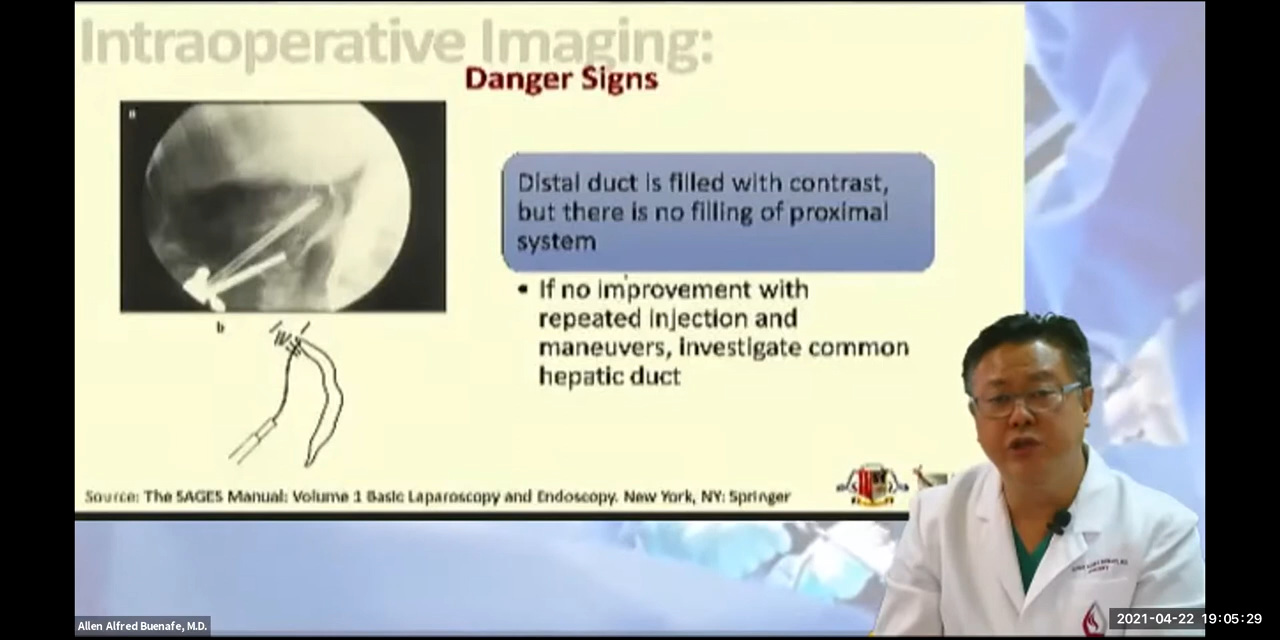 Intraoperative Imaging:
Danger Signs
a
Distal duct is filled with contrast,
but there is no filling of proximal
system
• If no improvement with
repeated injection and
maneuvers, investigate common
hepatic duct
b
Source: The SAGES Manual: Volume 1 Basic Laparoscopy and Endoscopy. New York, NY: Springer
Allen Alfred Buenafe, M.D.
2021-04-22 19:05:29